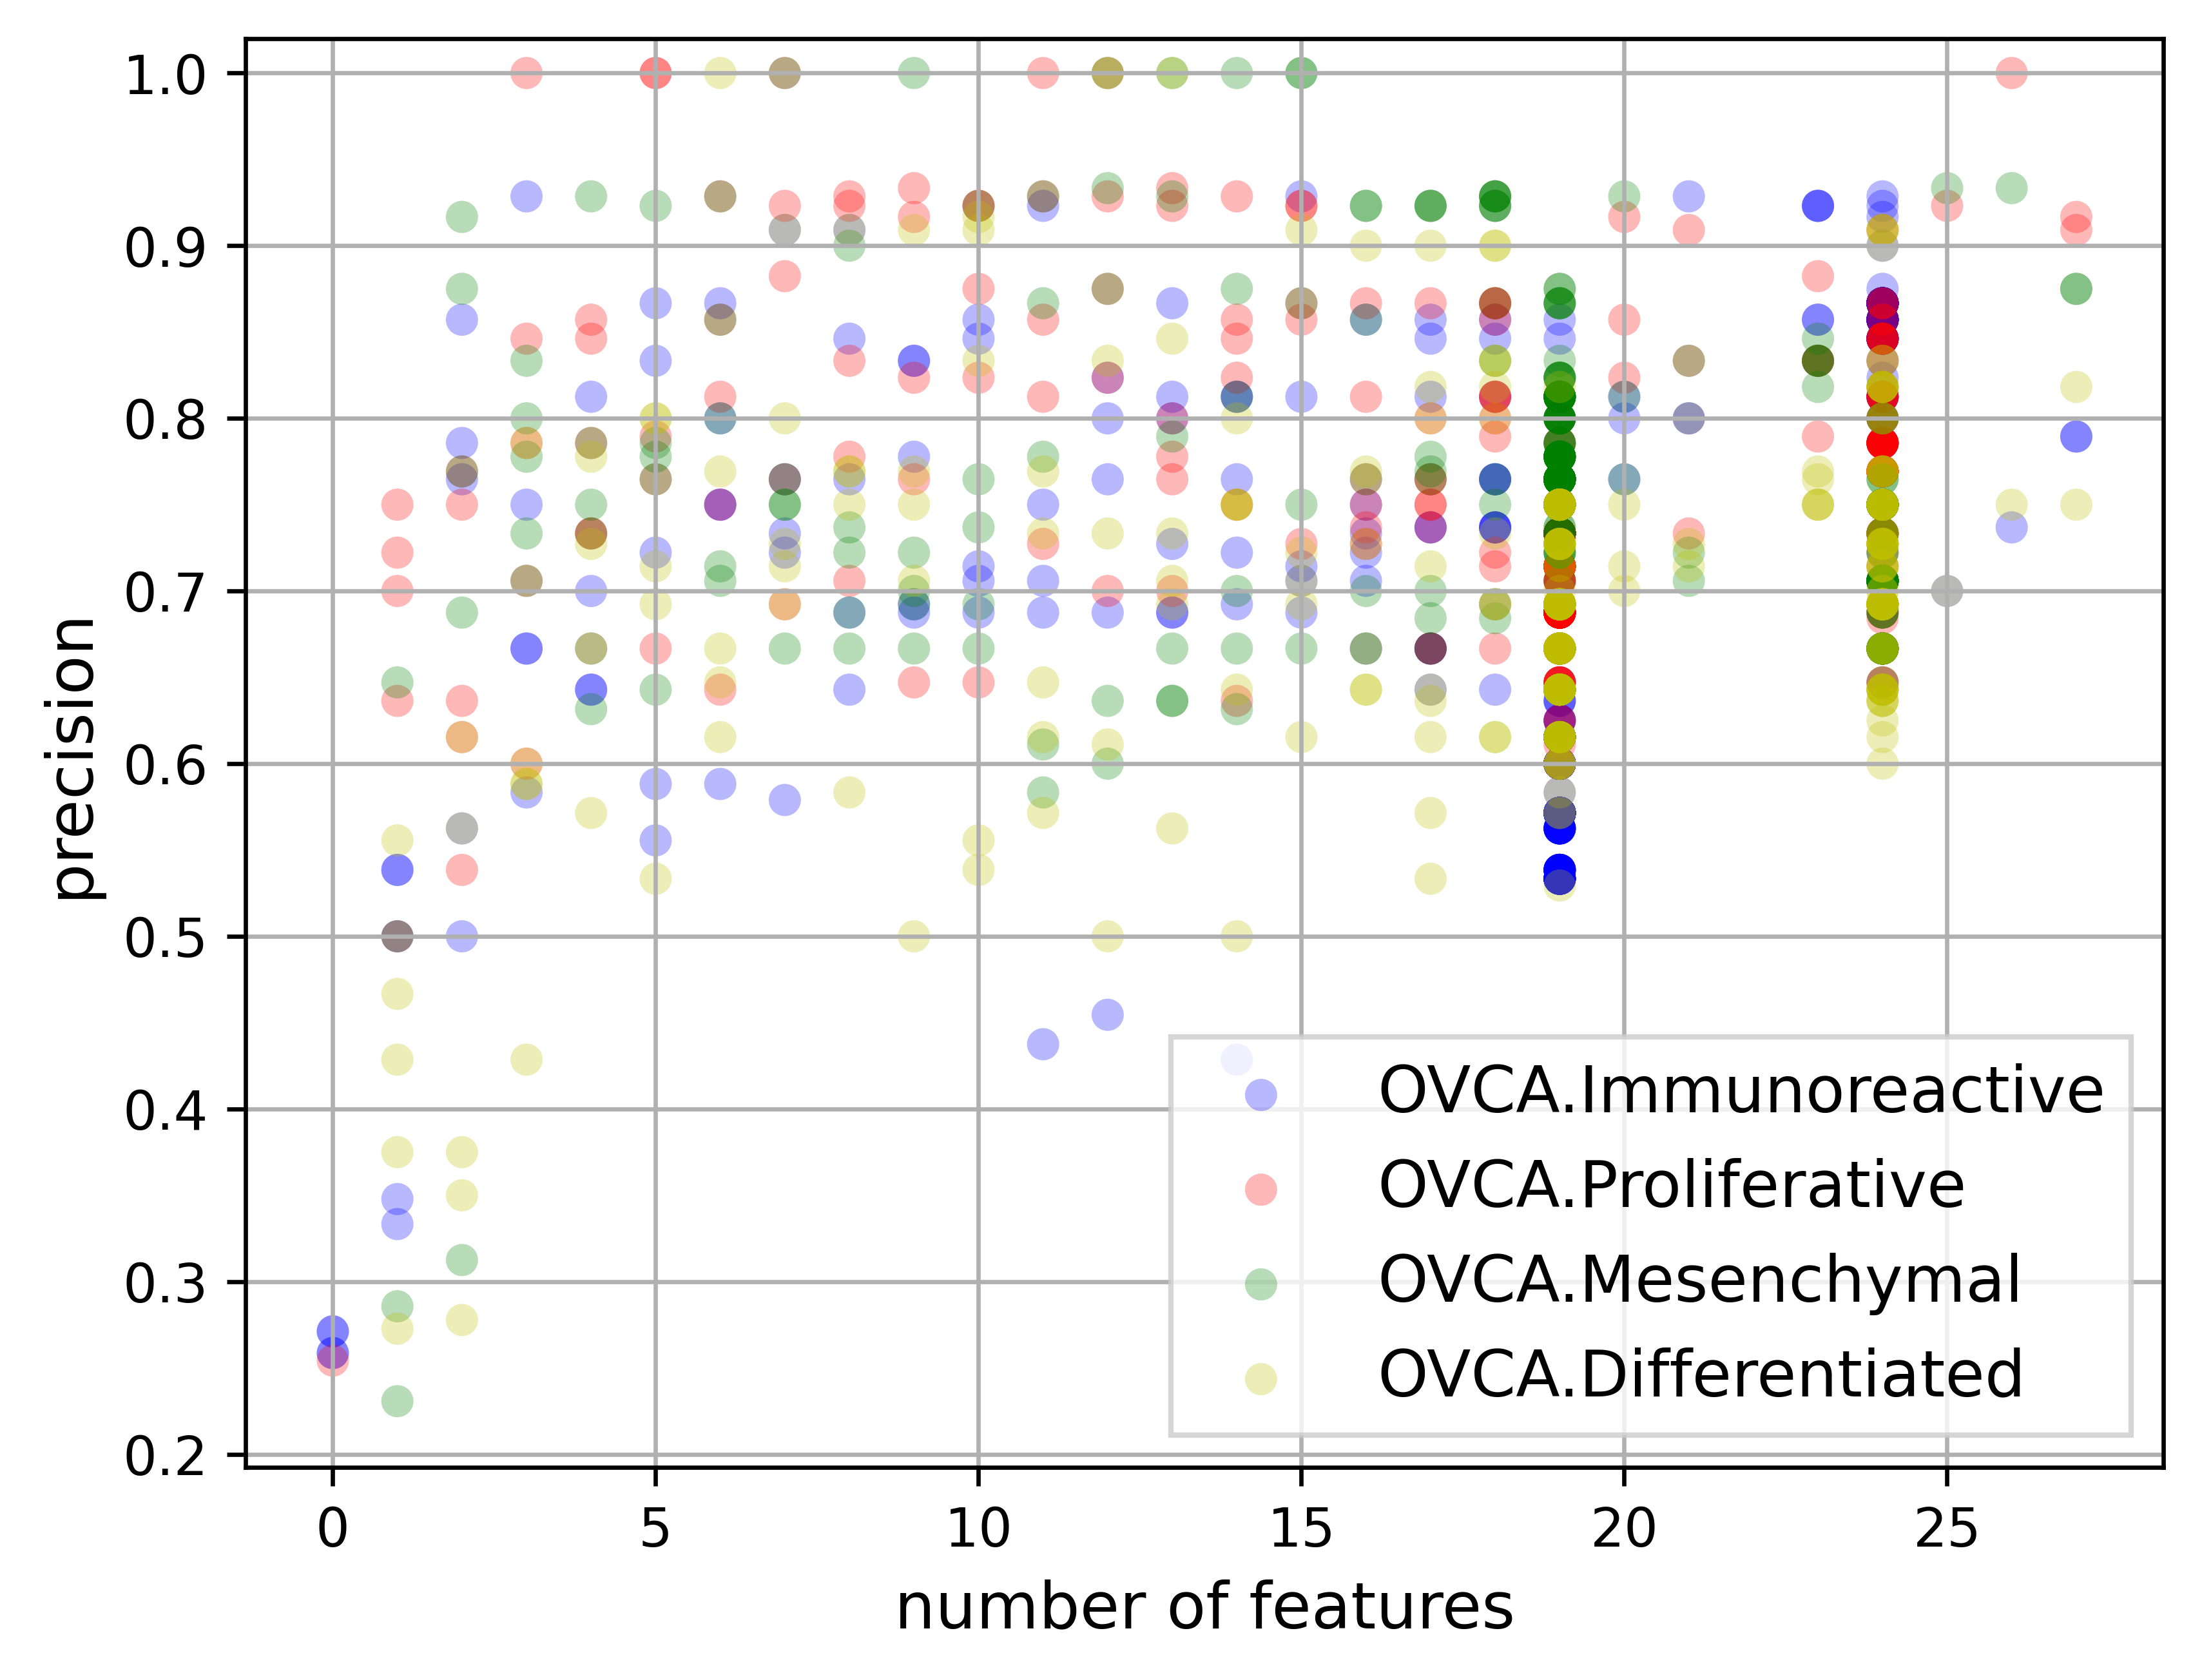 1.0
0.9
0.8
0.7
0.6
0.5
0.4
0.3
0.2
precision
OVCA.Immunoreactive
OVCA.Proliferative
OVCA.Mesenchymal
OVCA.Differentiated
0 5 10 15 20 25
number of features